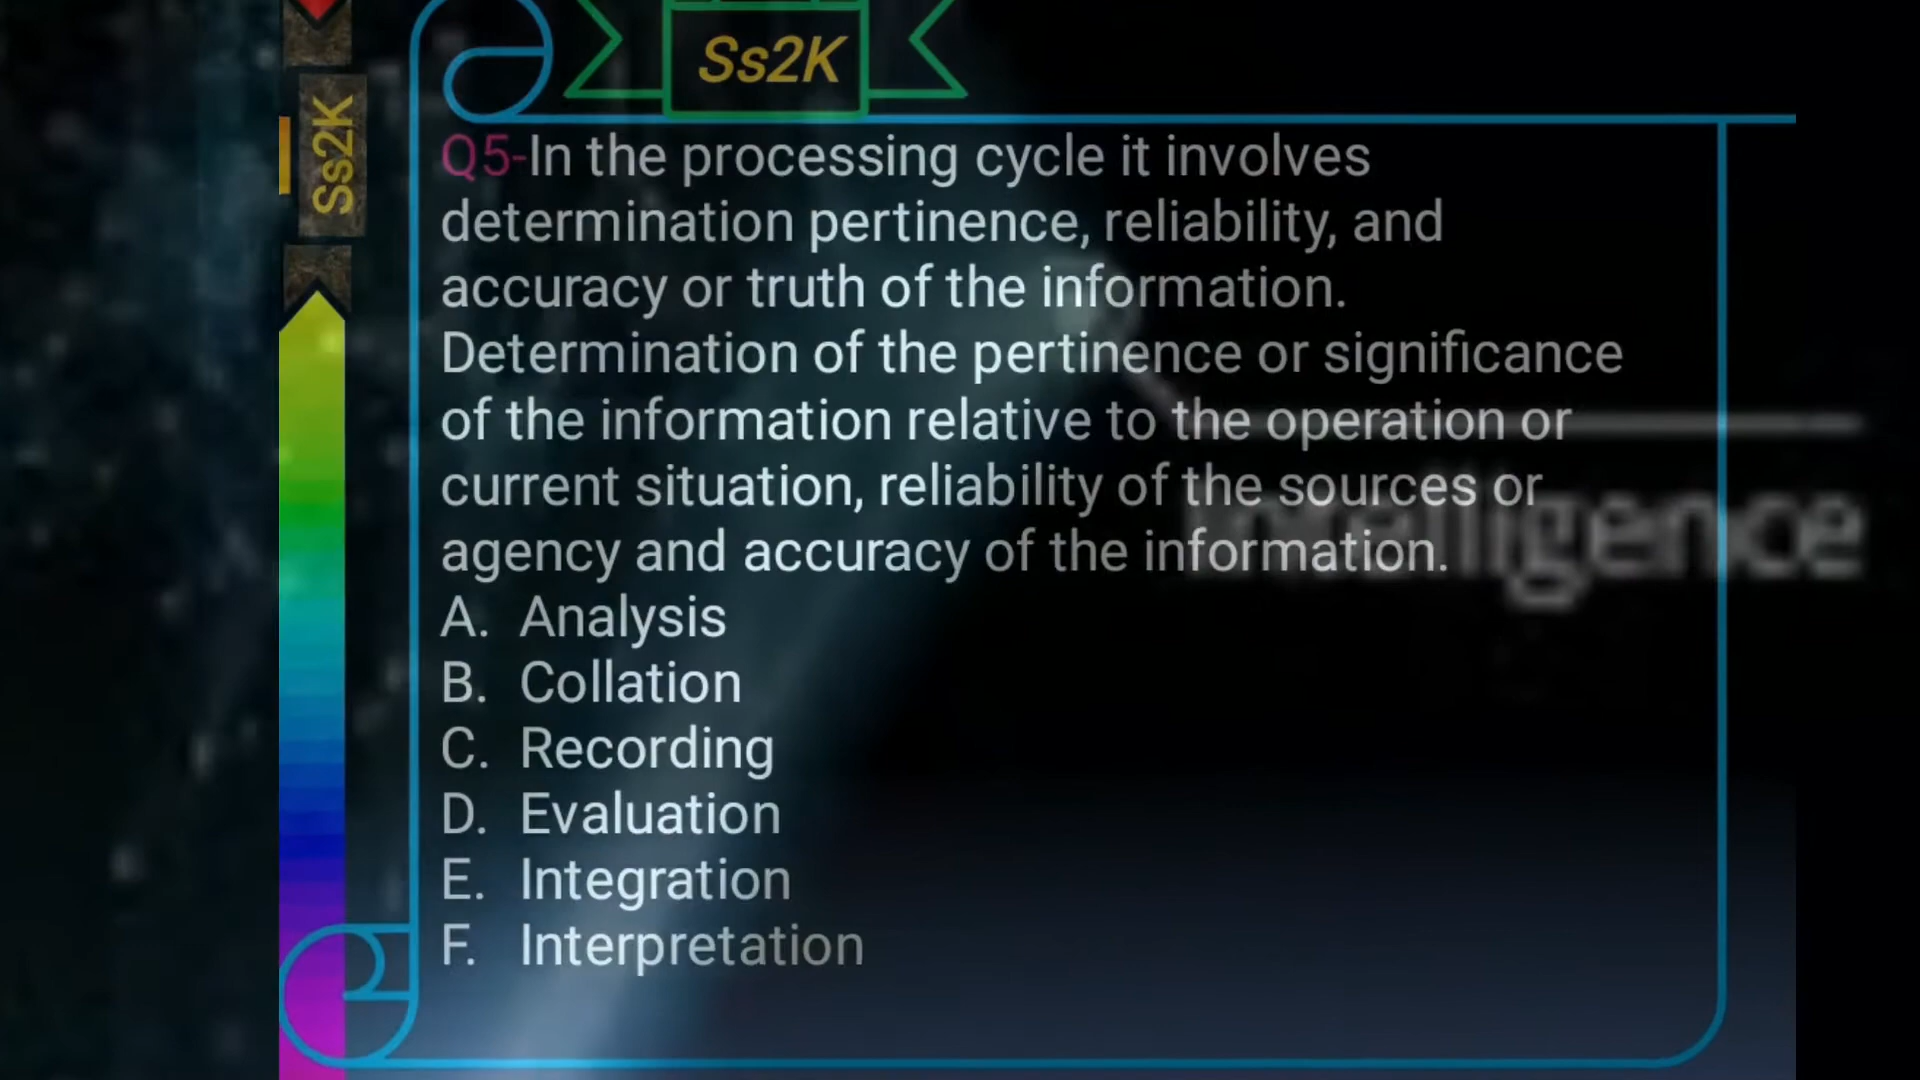 Ss2K
Ss2K
Q5-In the processing cycle it involves
determination pertinence, reliability, and
accuracy or truth of the information.
Determination of the pertinence or significance
of the information relative to the operation or
current situation, reliability of the sources or
agency and accuracy of the information.
Intelligence
A. Analysis
B. Collation
C. Recording
D. Evaluation
E. Integration
F. Interpretation